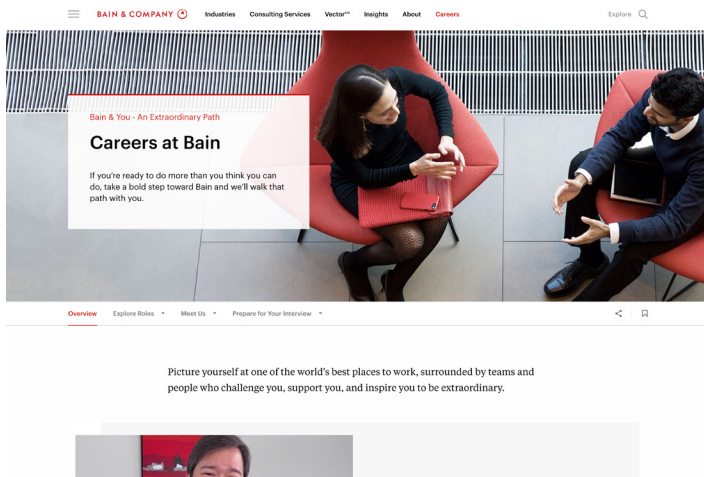 BAIN & COMPANY
Industries
Consulting Services
Vector℠
Insights
About
Careers
Explore
Bain & You - An Extraordinary Path
Careers at Bain
If you're ready to do more than you think you can
do, take a bold step toward Bain and we'll walk that
path with you.
Overview
Explore Roles
Meet Us
Prepare for Your Interview
Picture yourself at one of the world's best places to work, surrounded by teams and
people who challenge you, support you, and inspire you to be extraordinary.